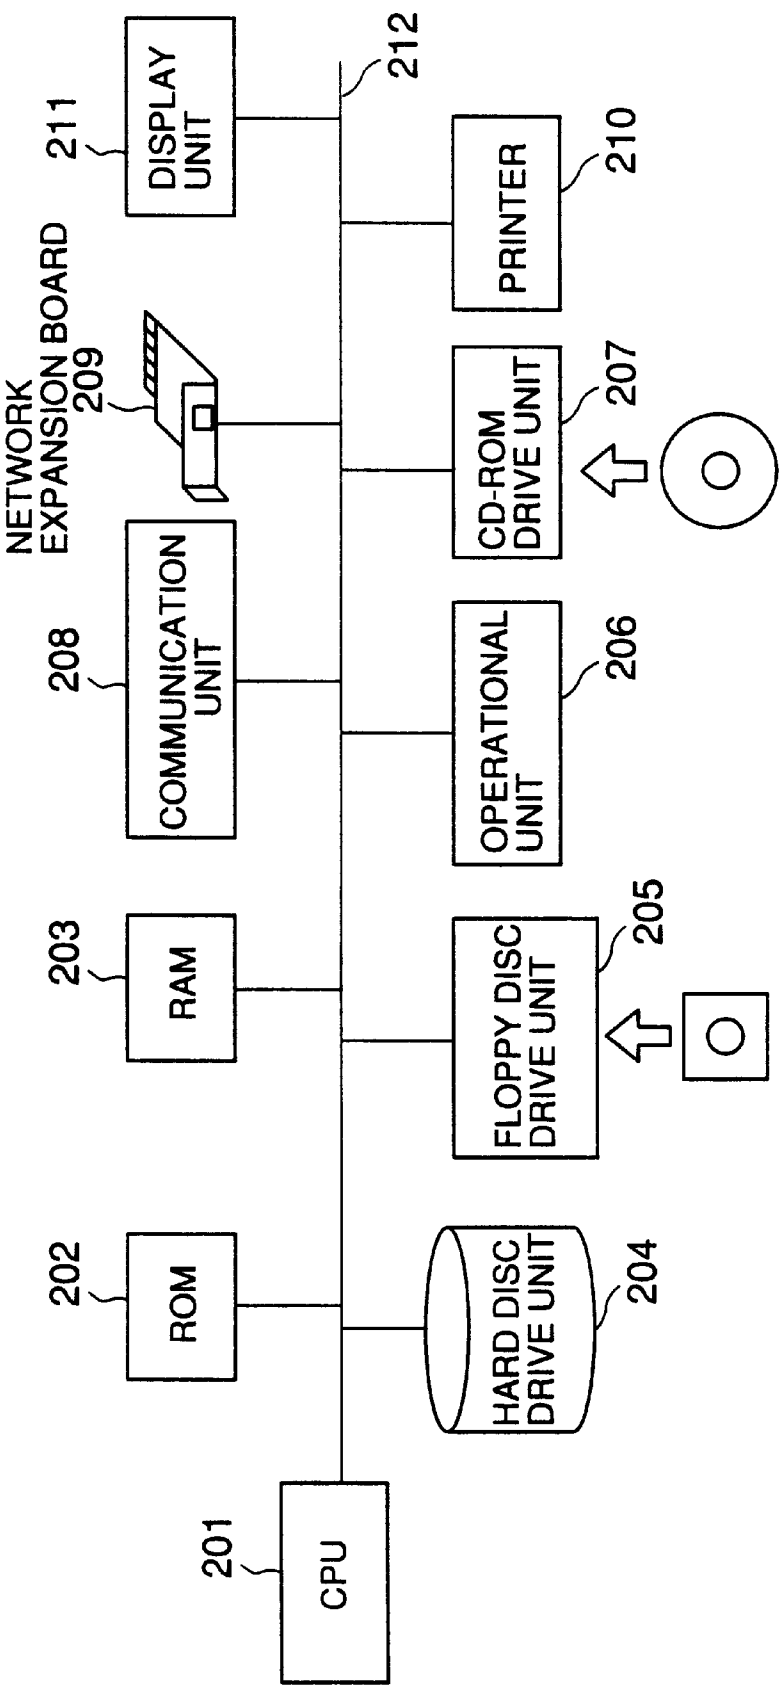 201
CPU
202
ROM
203
RAM
208
COMMUNICATION
UNIT
NETWORK
EXPANSION BOARD
209
211
DISPLAY
UNIT
212
HARD DISC
DRIVE UNIT
204
FLOPPY DISC
DRIVE UNIT
205
OPERATIONAL
UNIT
206
CD-ROM
DRIVE UNIT
207
PRINTER
210